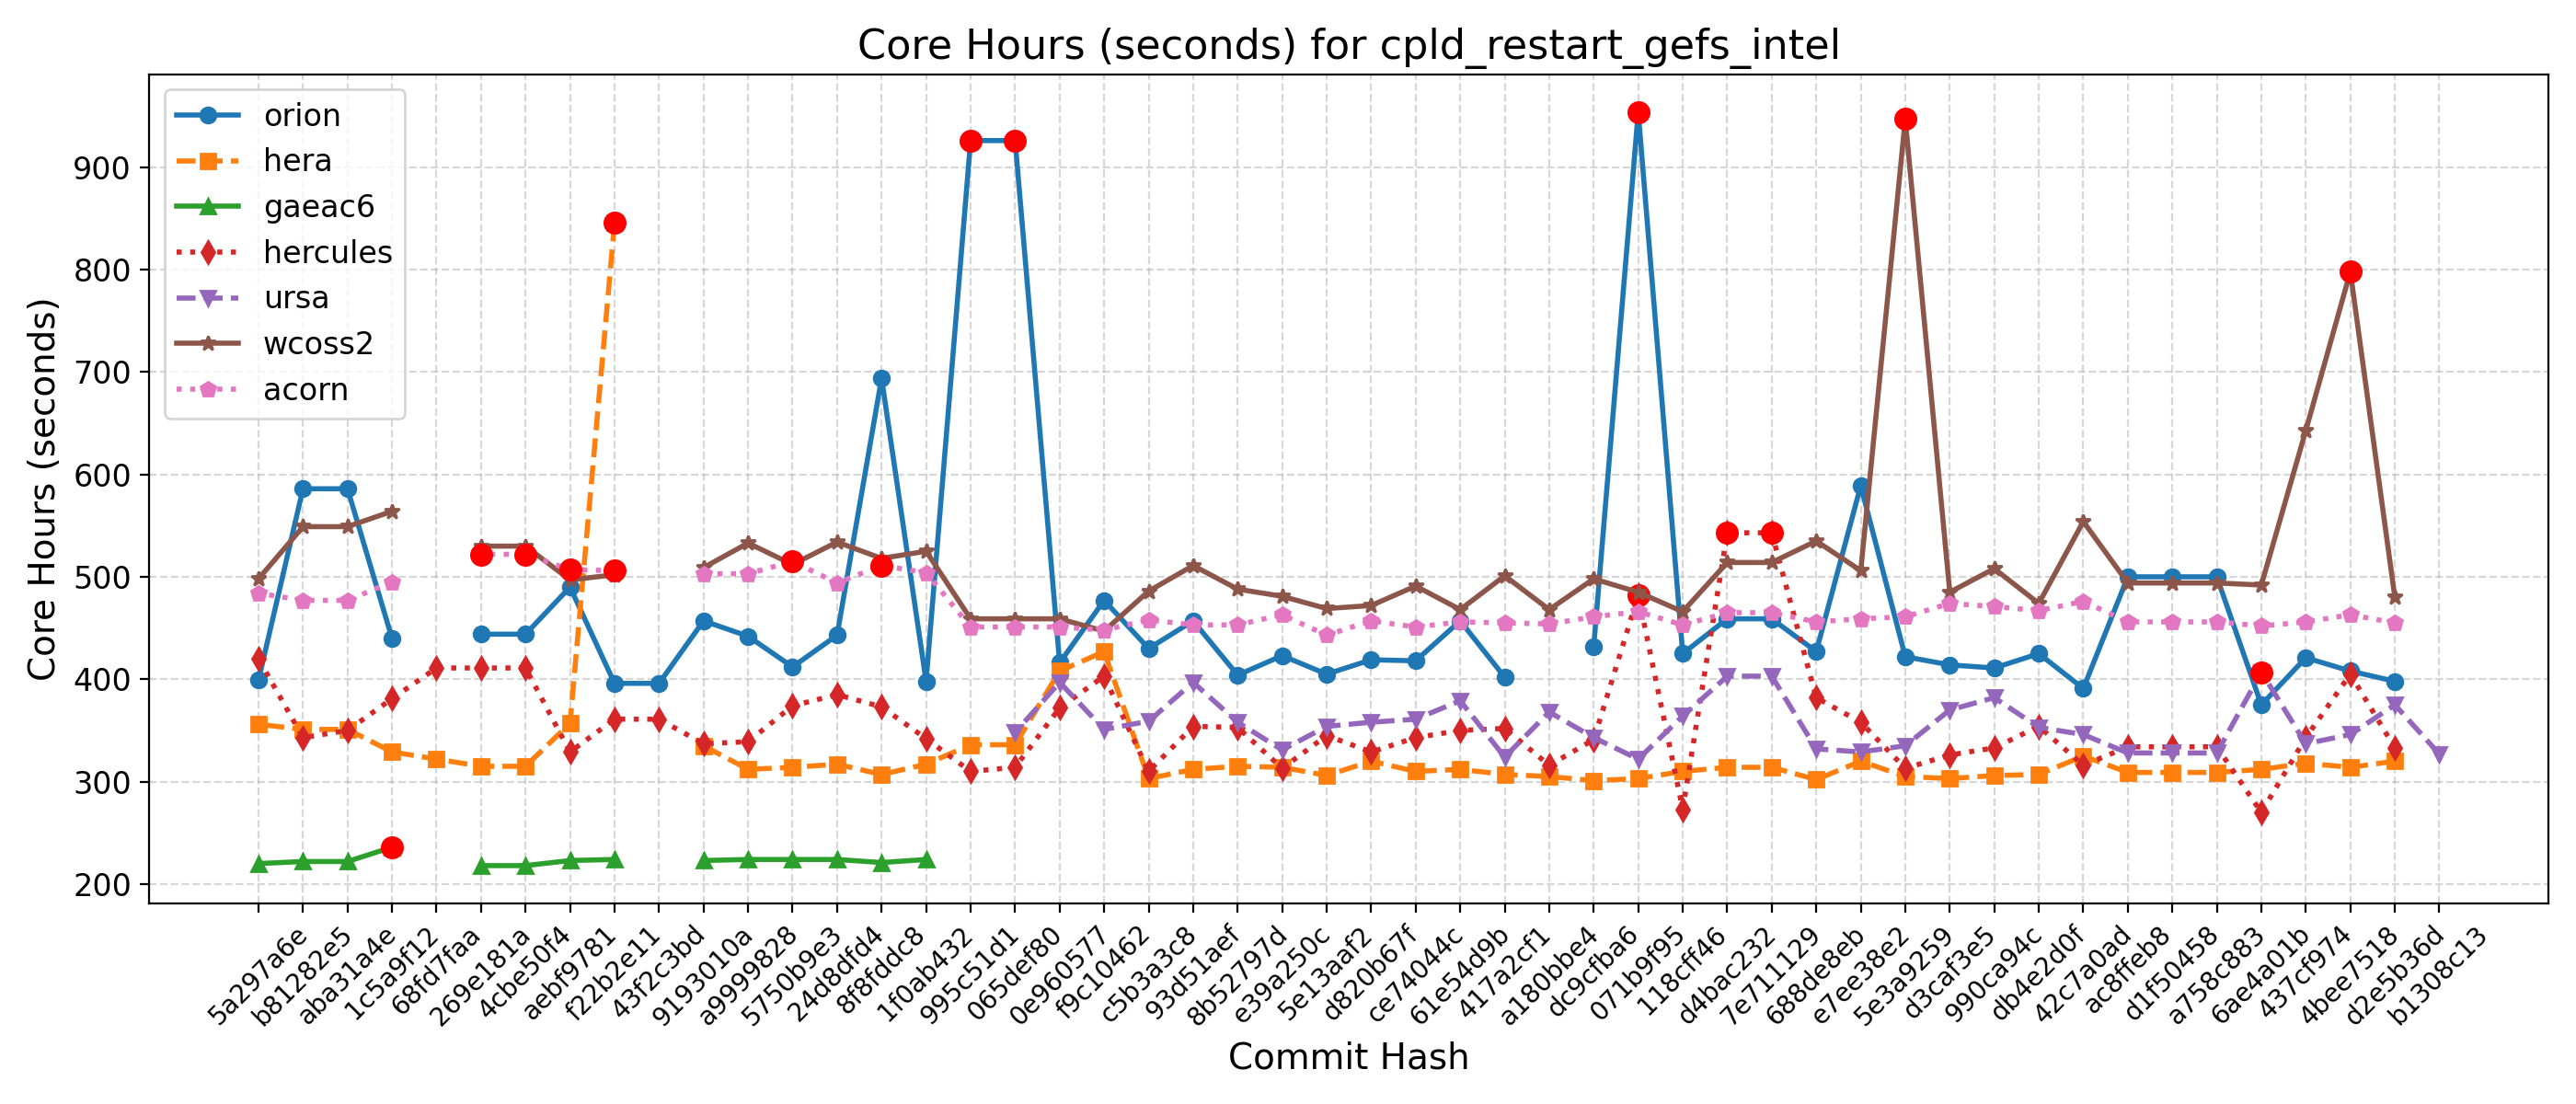 Core Hours (seconds) for cpld_restart_gefs_intel
orion
hera
gaeac6
hercules
ursa
wcoss2
acorn
Core Hours (seconds)
900
800
700
600
500
400
300
200
5a297a6e
b81282e5
aba31a4e
1c5a9f12
68fd7faa
269e181a
4cbe50f4
aebf9781
f22b2e11
43f2c3bd
9193010a
a9999828
5750b9e3
24d8dfd4
8f8fddc8
1f0ab432
995c51d1
065def80
0e960577
f9c10462
c5b3a3c8
93d51aef
8b52797d
e39a250c
5e13aaf2
d820b67f
ce74044c
61e54d9b
417a2cf1
a180bbe4
dc9cfba6
071b9f95
118cff46
d4bac232
7e711129
688de8eb
e7ee38e2
5e3a9259
d3caf3e5
990ca94c
db4e2d0f
42c7a0ad
ac8ffeb8
d1f50458
a758c883
6ae4a01b
437cf974
4bee7518
d2e5b36d
b1308c13
Commit Hash